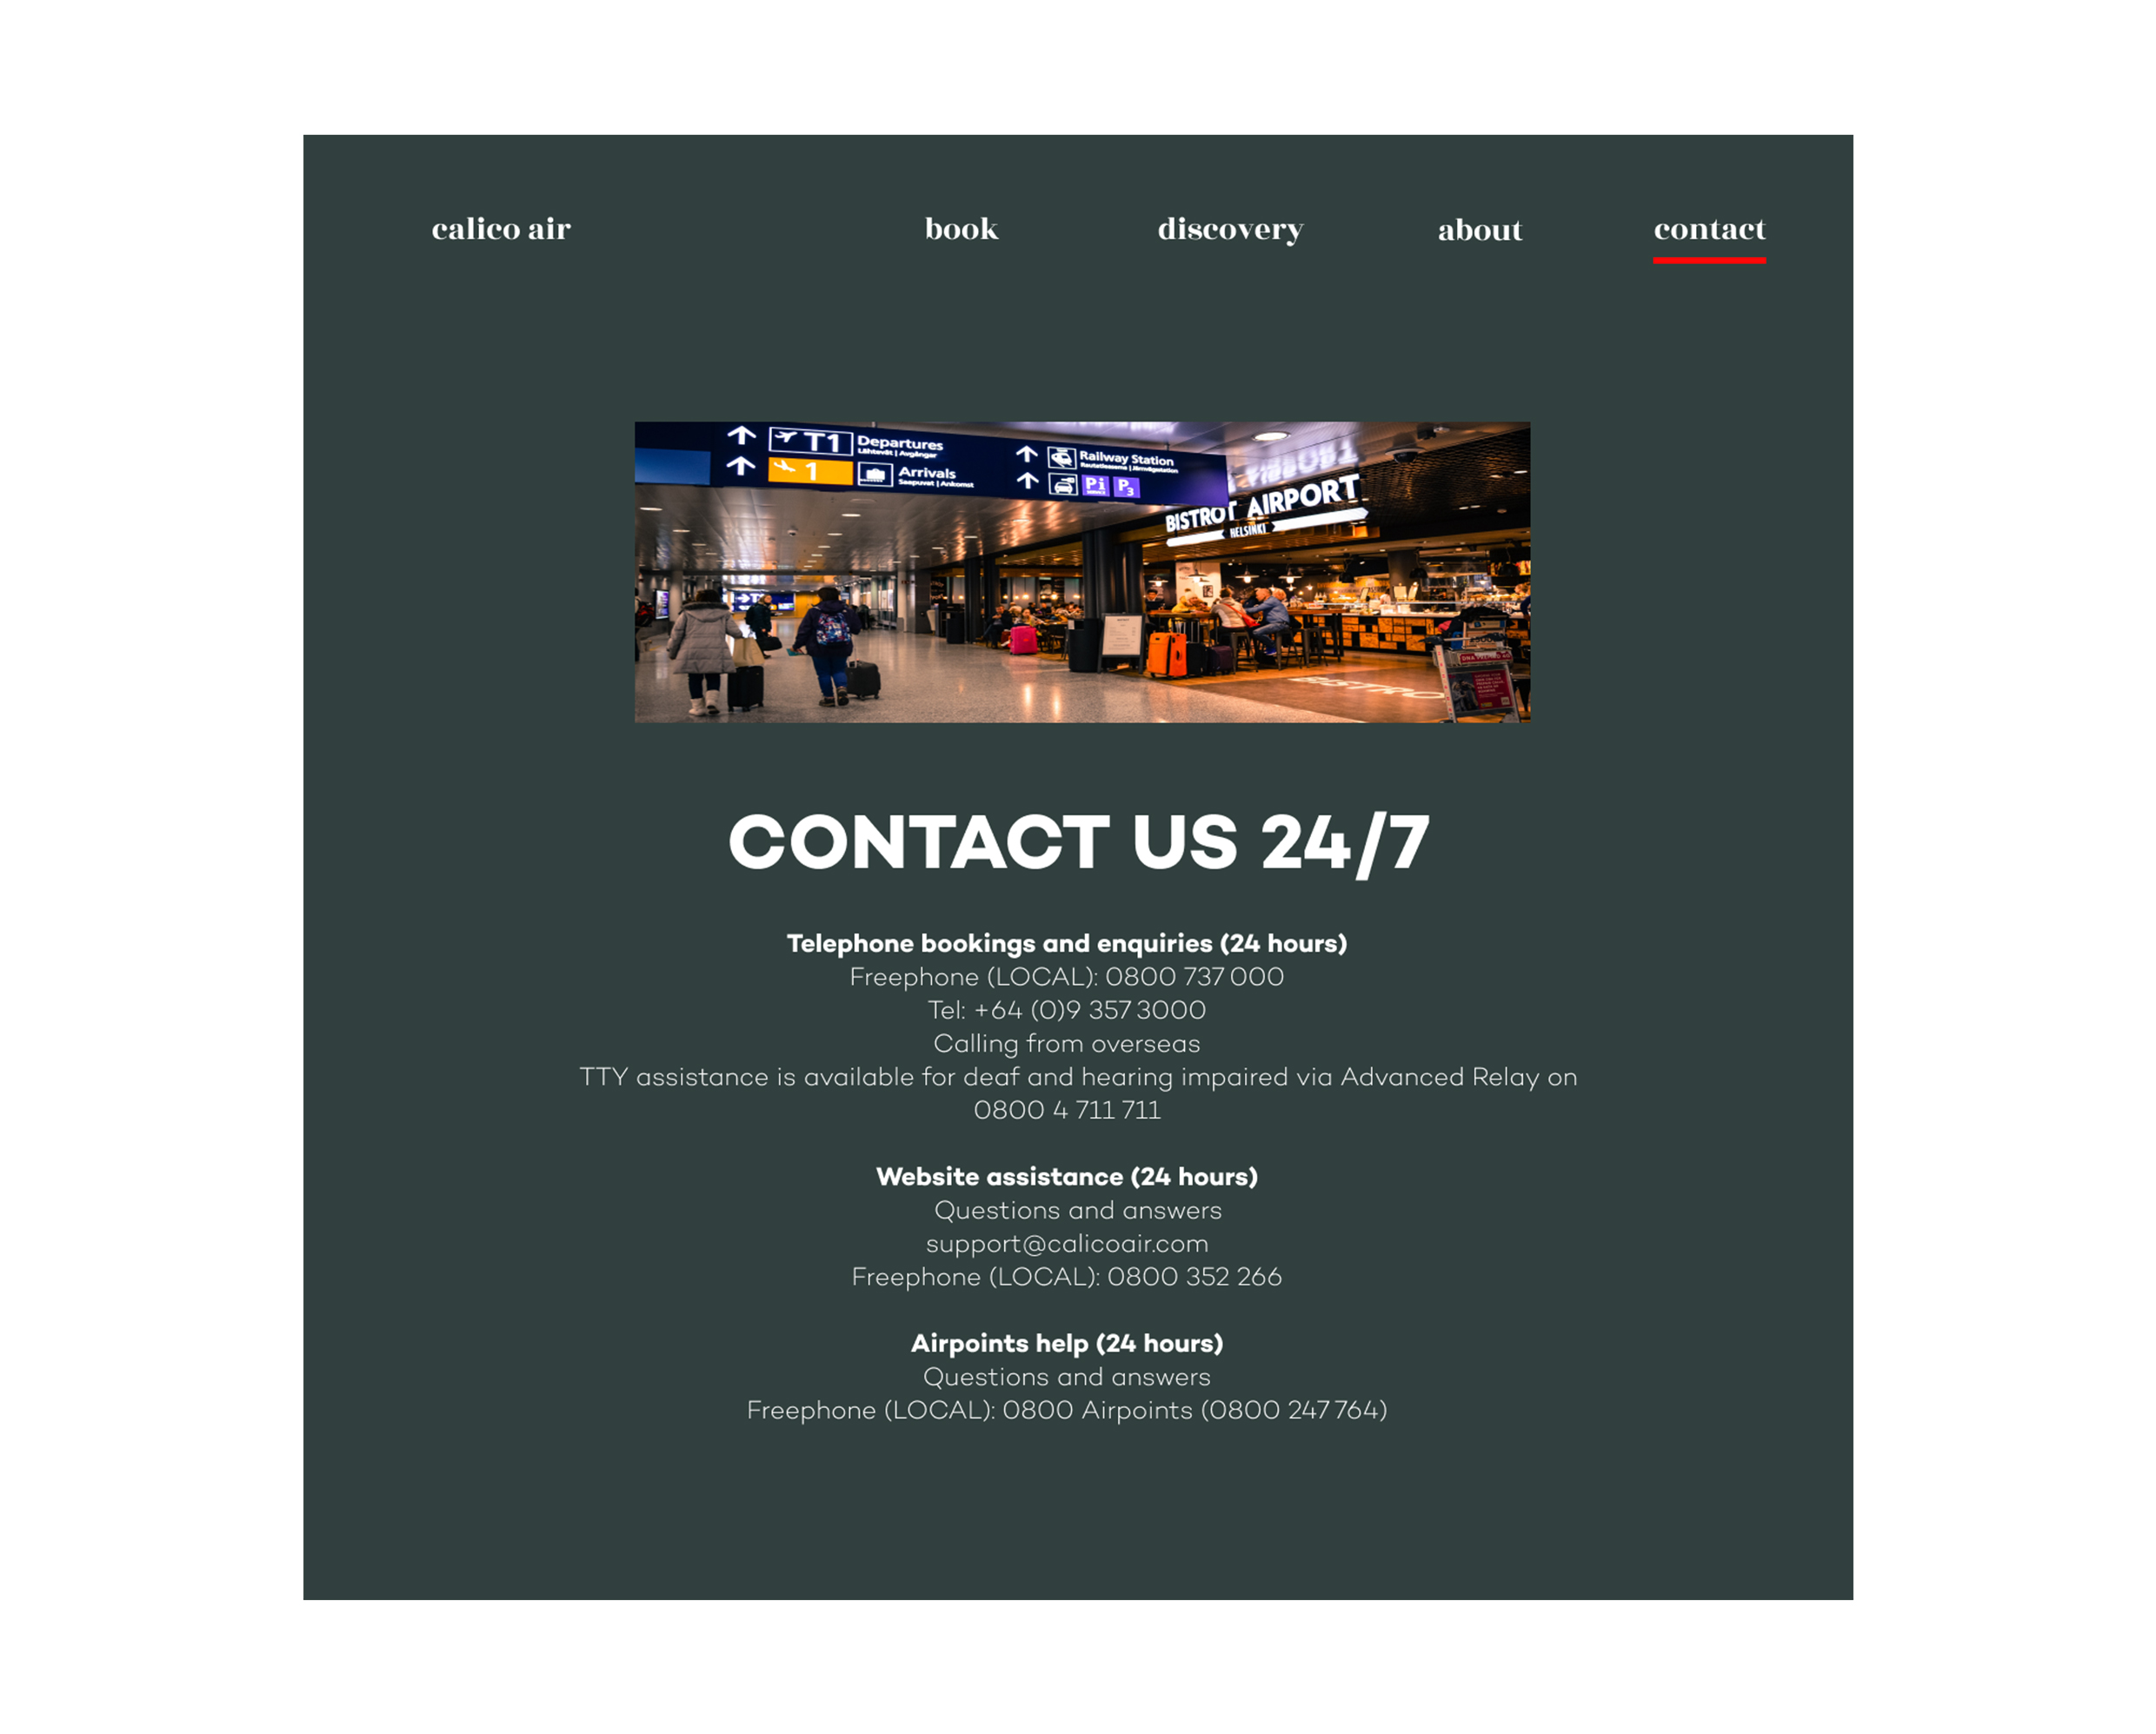 calico air
book
discovery
about
contact
T1
Departures
Lähtevät | Avgångar
1
Arrivals
Saapuvat | Ankomst
Railway Station
Rautatieasema | Järnvägsstation
Pi
P3
BISTROT AIRPORT
HELSINKI
BISTRO
CONTACT US 24/7
Telephone bookings and enquiries (24 hours)
Freephone (LOCAL): 0800 737 000
Tel: +64 (0)9 357 3000
Calling from overseas
TTY assistance is available for deaf and hearing impaired via Advanced Relay on
0800 4 711 711
Website assistance (24 hours)
Questions and answers
support@calicoair.com
Freephone (LOCAL): 0800 352 266
Airpoints help (24 hours)
Questions and answers
Freephone (LOCAL): 0800 Airpoints (0800 247 764)